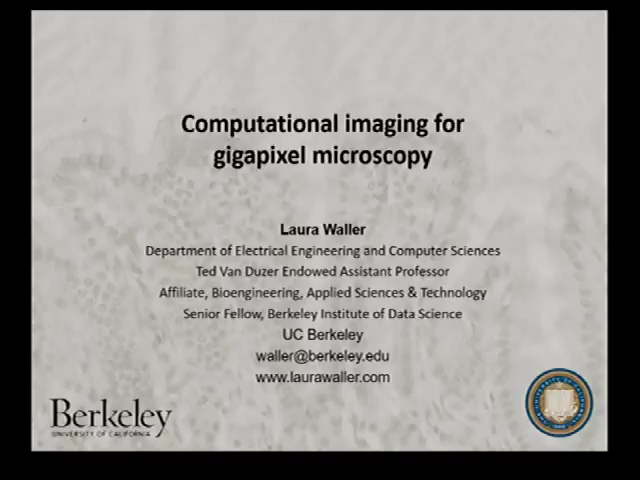 Computational imaging for
gigapixel microscopy
Laura Waller
Department of Electrical Engineering and Computer Sciences
Ted Van Duzer Endowed Assistant Professor
Affiliate, Bioengineering, Applied Sciences & Technology
Senior Fellow, Berkeley Institute of Data Science
UC Berkeley
waller@berkeley.edu
www.laurawaller.com
Berkeley
UNIVERSITY OF CALIFORNIA